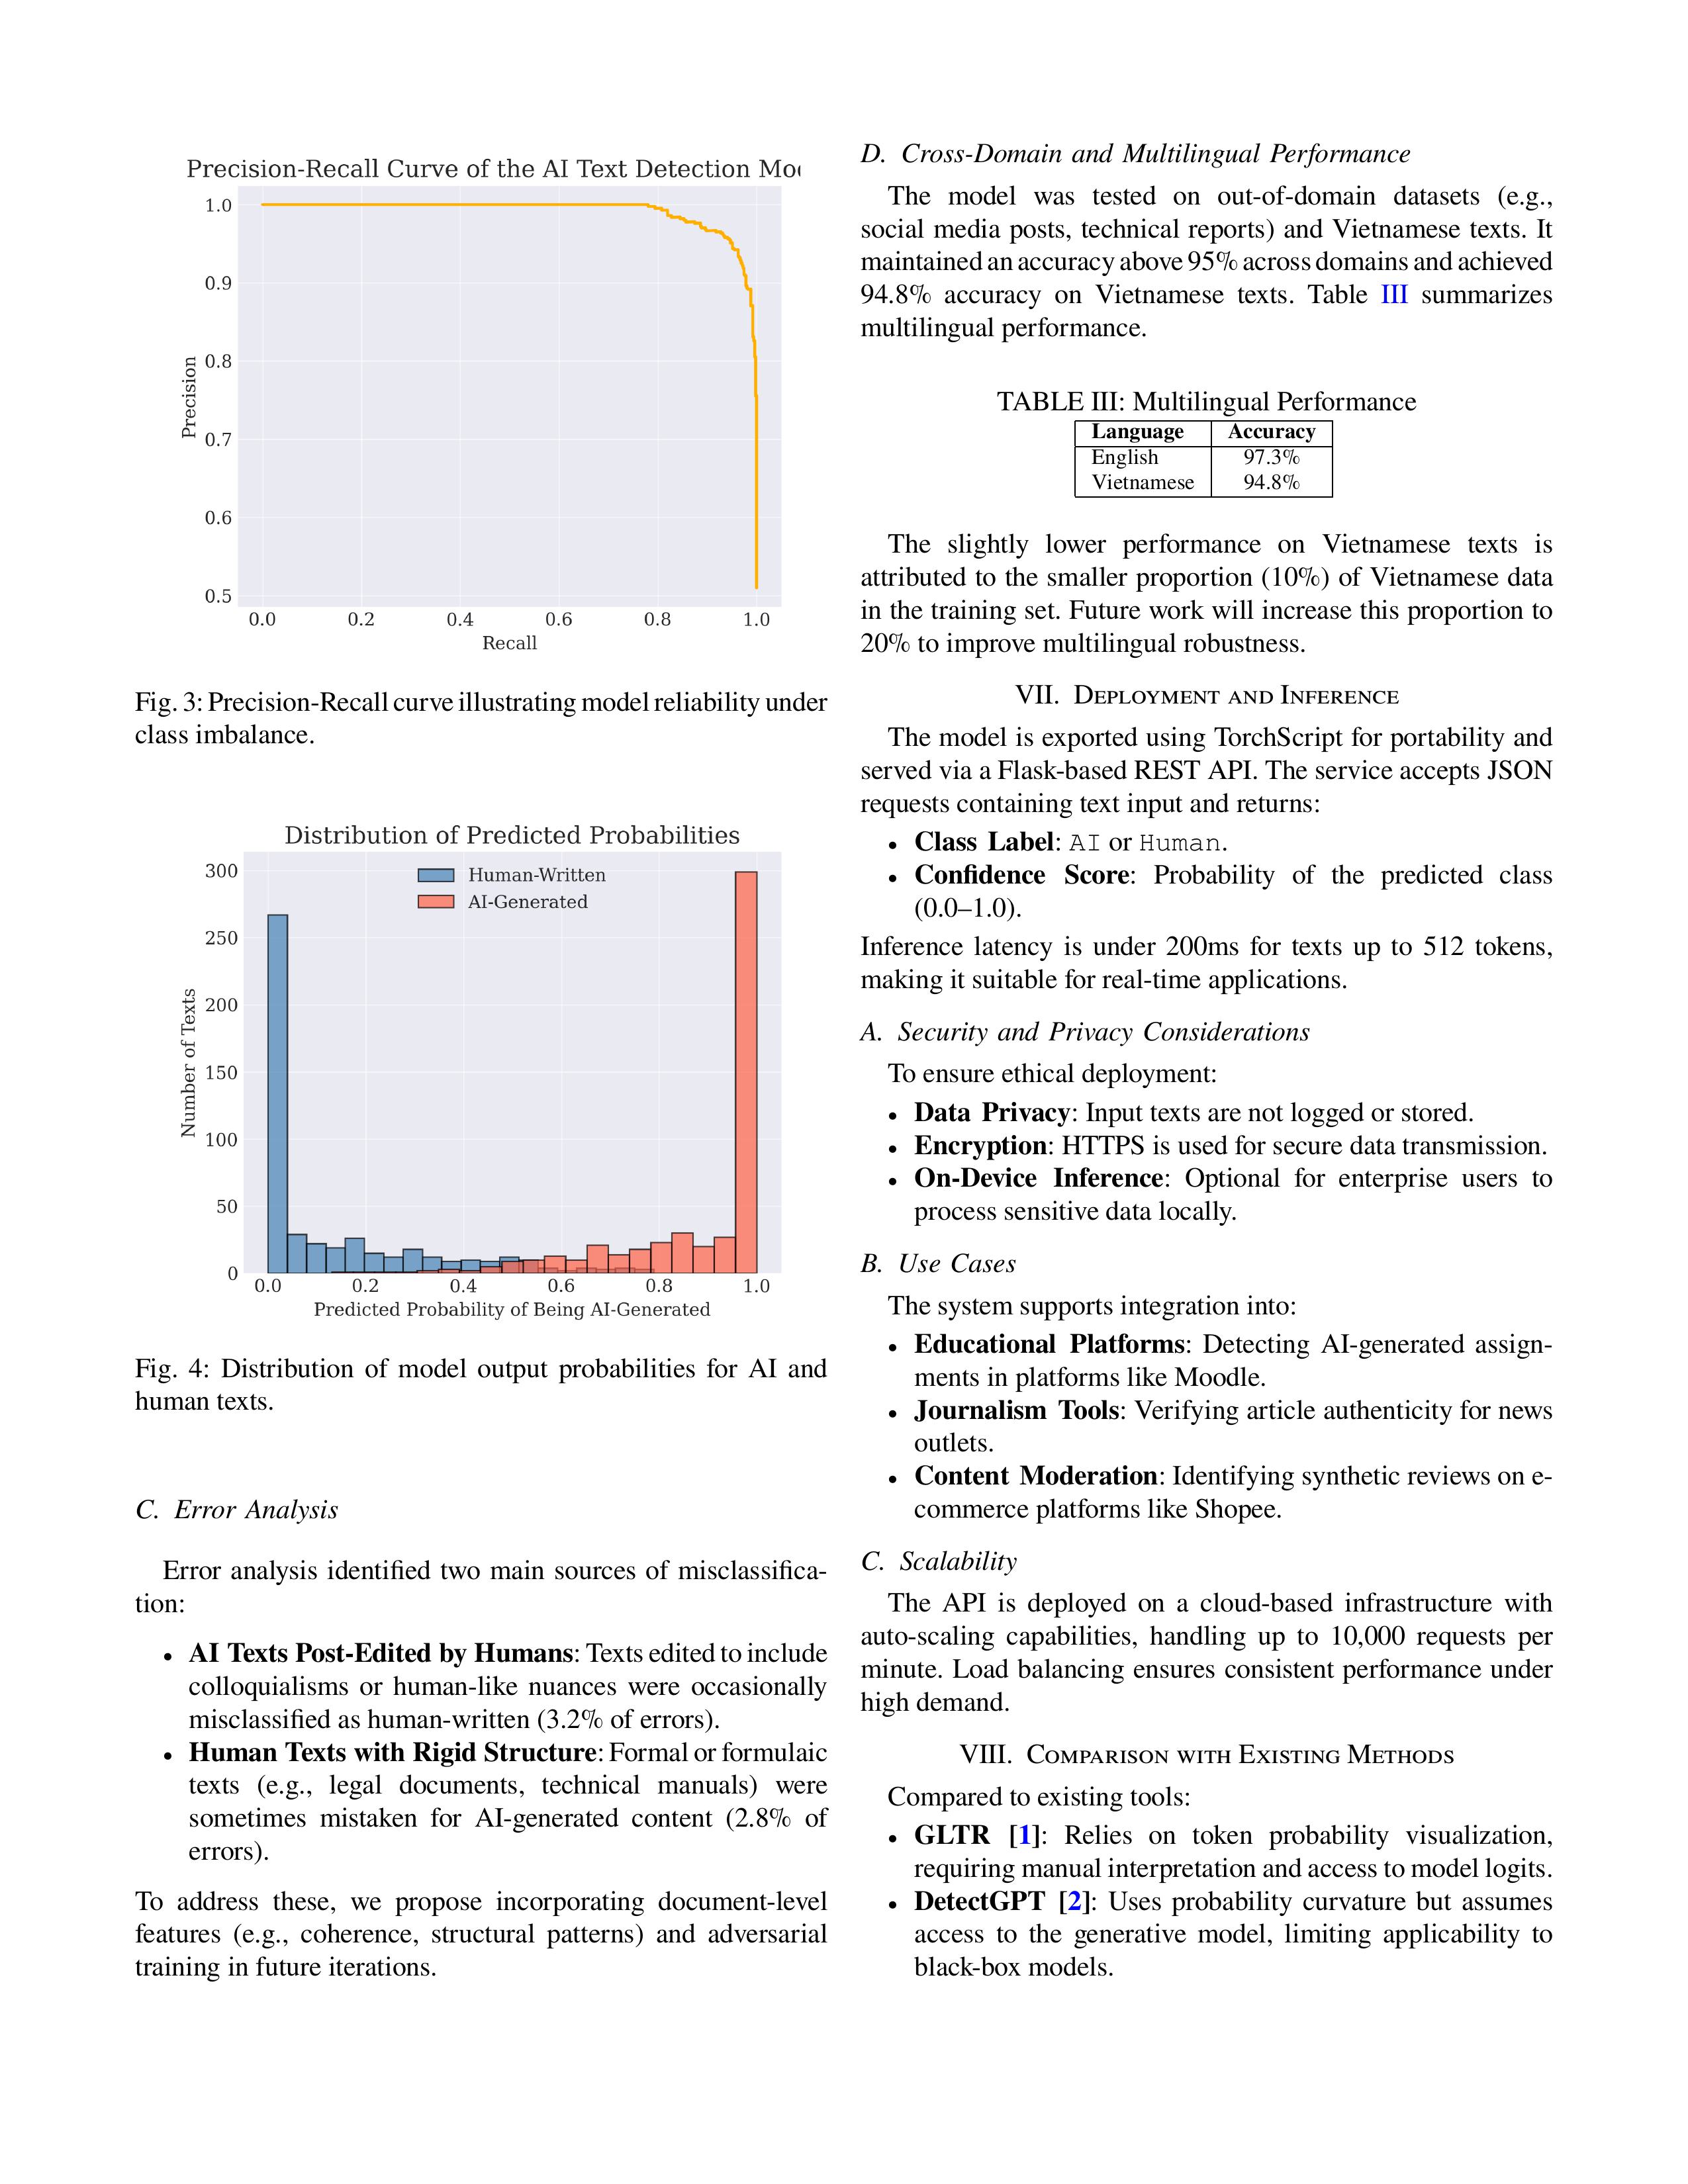 Precision-Recall Curve of the AI Text Detection Mo
1.0
0.9
0.8
0.7
0.6
0.5
Precision
0.0 0.2 0.4 0.6 0.8 1.0
Recall
Fig. 3: Precision-Recall curve illustrating model reliability under
class imbalance.
Distribution of Predicted Probabilities
Human-Written
AI-Generated
300
250
200
150
100
50
0
Number of Texts
0.0 0.2 0.4 0.6 0.8 1.0
Predicted Probability of Being AI-Generated
Fig. 4: Distribution of model output probabilities for AI and
human texts.
C. Error Analysis
Error analysis identified two main sources of misclassifica-
tion:
• AI Texts Post-Edited by Humans: Texts edited to include
colloquialisms or human-like nuances were occasionally
misclassified as human-written (3.2% of errors).
• Human Texts with Rigid Structure: Formal or formulaic
texts (e.g., legal documents, technical manuals) were
sometimes mistaken for AI-generated content (2.8% of
errors).
To address these, we propose incorporating document-level
features (e.g., coherence, structural patterns) and adversarial
training in future iterations.
D. Cross-Domain and Multilingual Performance
The model was tested on out-of-domain datasets (e.g.,
social media posts, technical reports) and Vietnamese texts. It
maintained an accuracy above 95% across domains and achieved
94.8% accuracy on Vietnamese texts. Table III summarizes
multilingual performance.
TABLE III: Multilingual Performance
Language Accuracy
English 97.3%
Vietnamese 94.8%
The slightly lower performance on Vietnamese texts is
attributed to the smaller proportion (10%) of Vietnamese data
in the training set. Future work will increase this proportion to
20% to improve multilingual robustness.
VII. DEPLOYMENT AND INFERENCE
The model is exported using TorchScript for portability and
served via a Flask-based REST API. The service accepts JSON
requests containing text input and returns:
• Class Label: AI or Human.
• Confidence Score: Probability of the predicted class
(0.0–1.0).
Inference latency is under 200ms for texts up to 512 tokens,
making it suitable for real-time applications.
A. Security and Privacy Considerations
To ensure ethical deployment:
• Data Privacy: Input texts are not logged or stored.
• Encryption: HTTPS is used for secure data transmission.
• On-Device Inference: Optional for enterprise users to
process sensitive data locally.
B. Use Cases
The system supports integration into:
• Educational Platforms: Detecting AI-generated assign-
ments in platforms like Moodle.
• Journalism Tools: Verifying article authenticity for news
outlets.
• Content Moderation: Identifying synthetic reviews on e-
commerce platforms like Shopee.
C. Scalability
The API is deployed on a cloud-based infrastructure with
auto-scaling capabilities, handling up to 10,000 requests per
minute. Load balancing ensures consistent performance under
high demand.
VIII. COMPARISON WITH EXISTING METHODS
Compared to existing tools:
• GLTR [1]: Relies on token probability visualization,
requiring manual interpretation and access to model logits.
• DetectGPT [2]: Uses probability curvature but assumes
access to the generative model, limiting applicability to
black-box models.